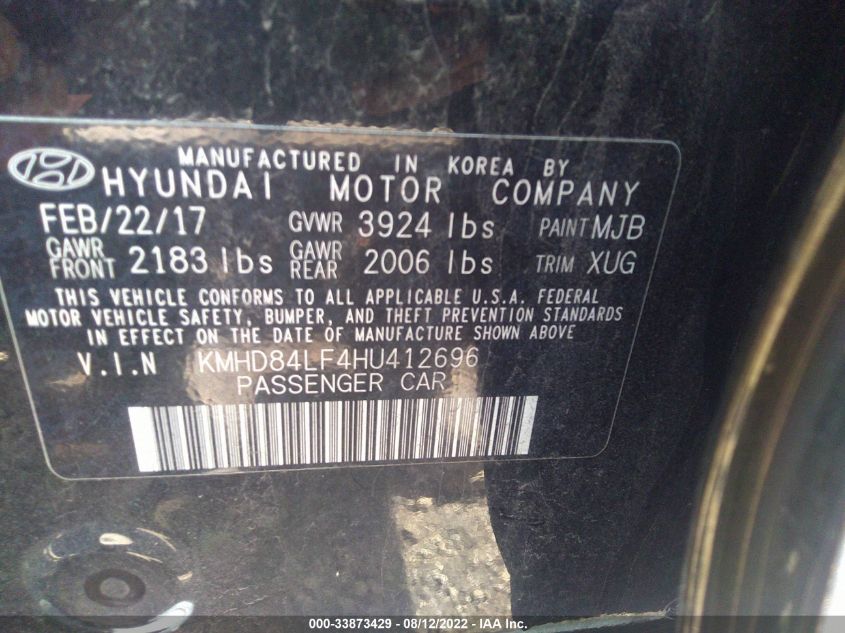 MANUFACTURED IN KOREA BY
HYUNDAI MOTOR COMPANY
FEB/22/17 GVWR 3924 lbs PAINT MJB
GAWR FRONT 2183 lbs GAWR REAR 2006 lbs TRIM XUG
THIS VEHICLE CONFORMS TO ALL APPLICABLE U.S.A. FEDERAL
MOTOR VEHICLE SAFETY, BUMPER, AND THEFT PREVENTION STANDARDS
IN EFFECT ON THE DATE OF MANUFACTURE SHOWN ABOVE
V.I.N KMHD84LF4HU412696
PASSENGER CAR
000-33873429 - 08/12/2022 - IAA Inc.